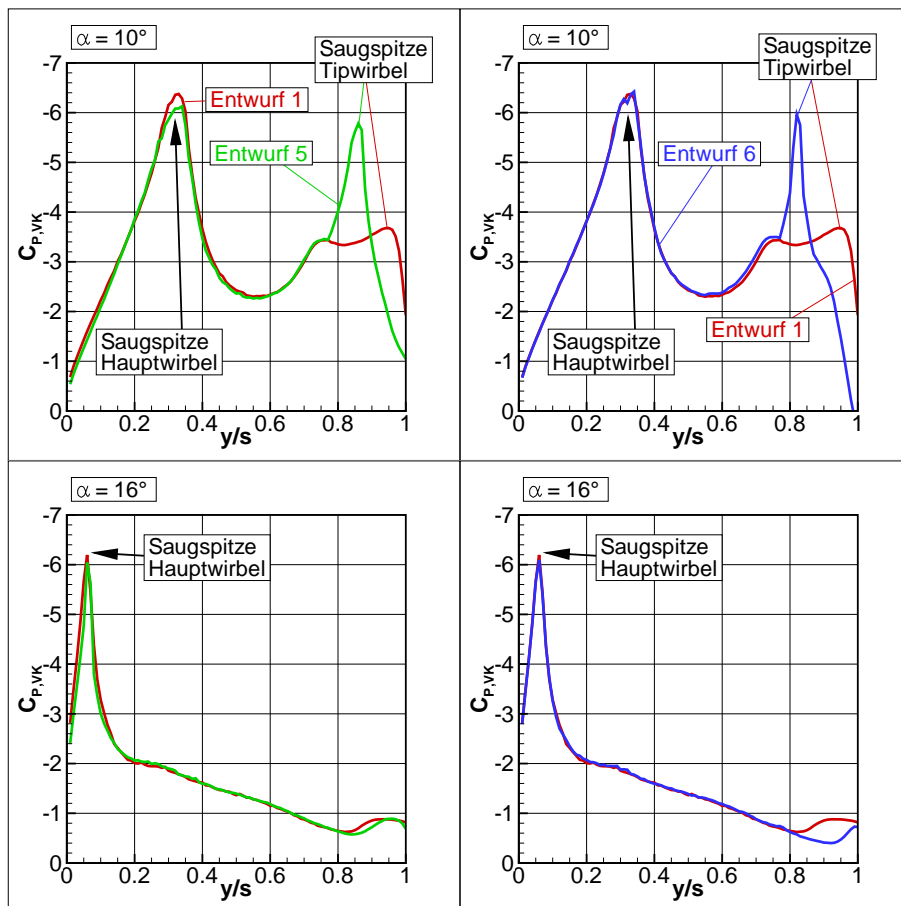 α = 10°
Saugspitze
Tipwirbel
Entwurf 1
Entwurf 5
Saugspitze
Hauptwirbel
C_P,VK
-7
-6
-5
-4
-3
-2
-1
0
0 0.2 0.4 0.6 0.8 1
y/s
α = 10°
Saugspitze
Tipwirbel
Entwurf 6
Saugspitze
Hauptwirbel
Entwurf 1
C_P,VK
-7
-6
-5
-4
-3
-2
-1
0
0 0.2 0.4 0.6 0.8 1
y/s
α = 16°
Saugspitze
Hauptwirbel
C_P,VK
-7
-6
-5
-4
-3
-2
-1
0
0 0.2 0.4 0.6 0.8 1
y/s
α = 16°
Saugspitze
Hauptwirbel
C_P,VK
-7
-6
-5
-4
-3
-2
-1
0
0 0.2 0.4 0.6 0.8 1
y/s